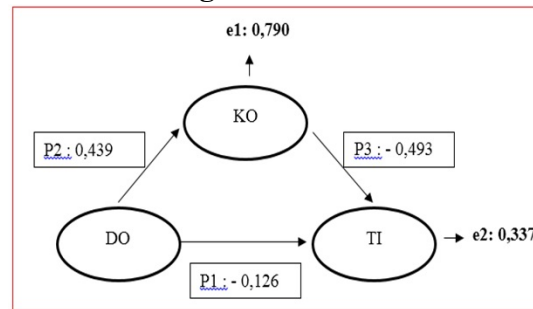 e1: 0,790
KO
P2 : 0,439
P3 : - 0,493
DO
TI
e2: 0,337
P1 : - 0,126